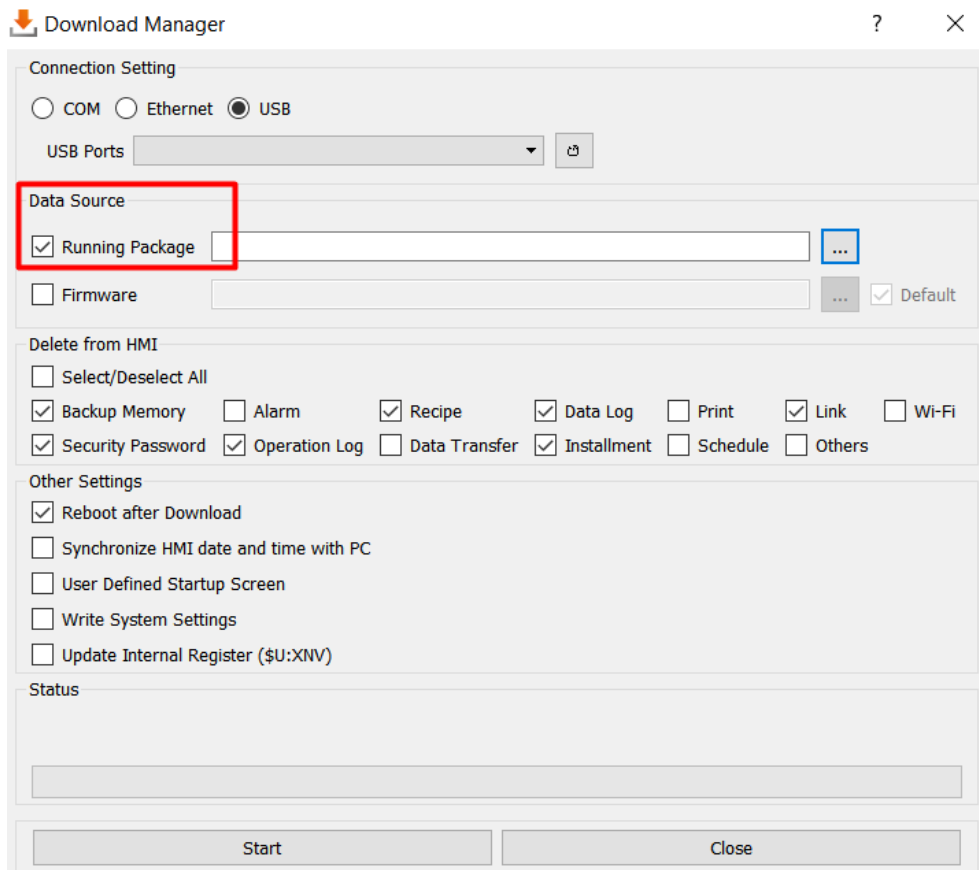 Download Manager ?
Connection Setting
COM Ethernet USB
USB Ports
Data Source
Running Package ...
Firmware ... Default
Delete from HMI
Select/Deselect All
Backup Memory Alarm Recipe Data Log Print Link Wi-Fi
Security Password Operation Log Data Transfer Installment Schedule Others
Other Settings
Reboot after Download
Synchronize HMI date and time with PC
User Defined Startup Screen
Write System Settings
Update Internal Register ($U:XNV)
Status
Start Close